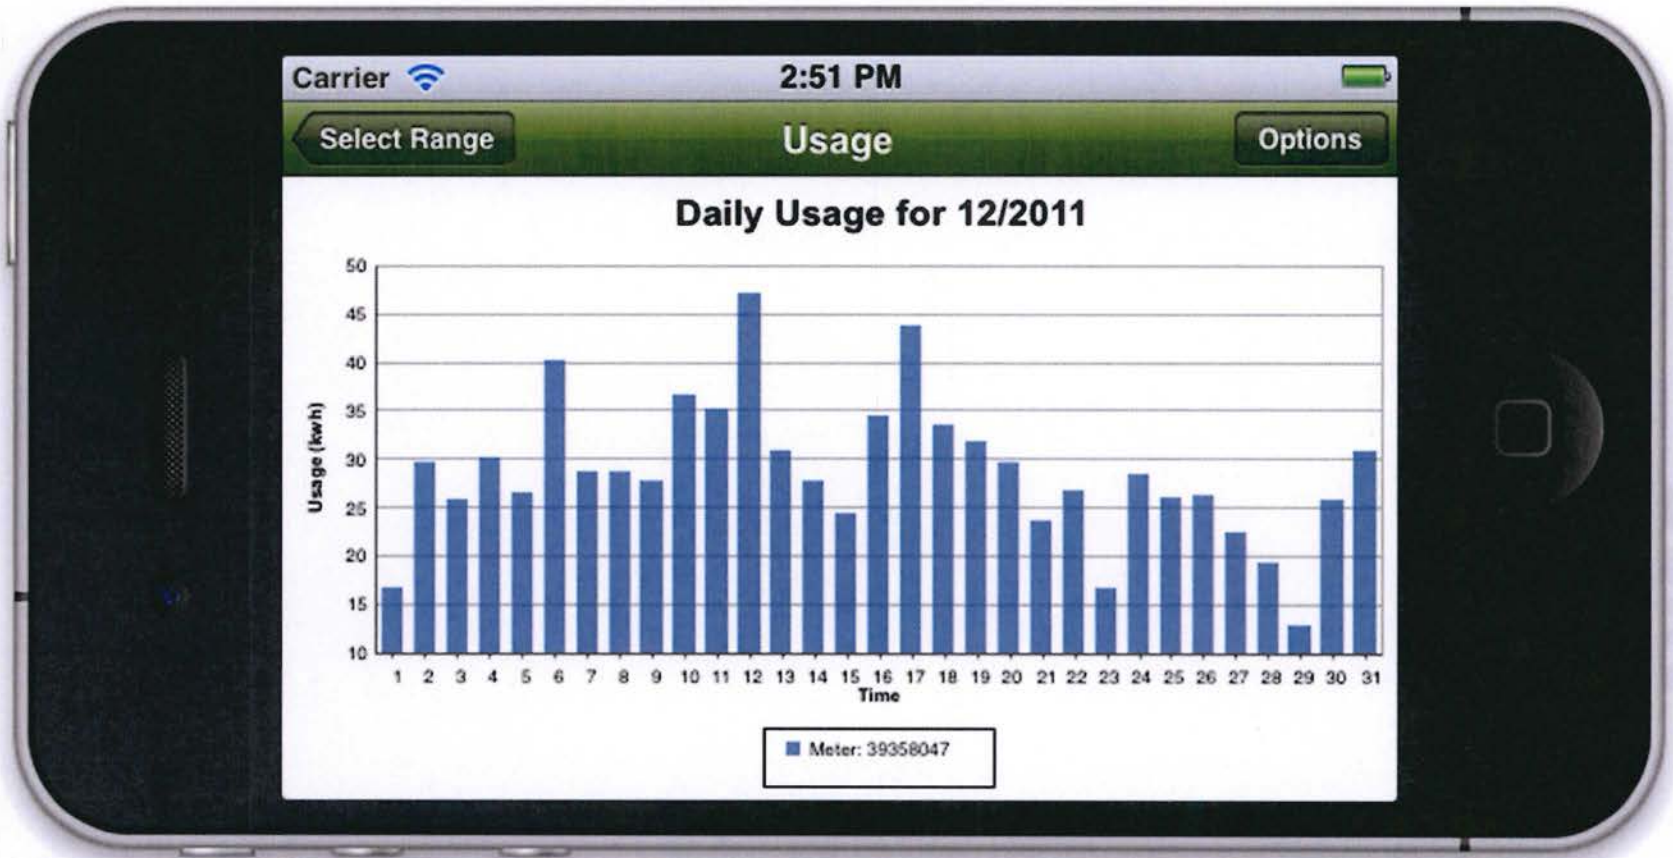 Carrier 2:51 PM
Select Range Usage Options
Daily Usage for 12/2011
50
45
40
35
30
25
20
15
10
Usage (kwh)
1 2 3 4 5 6 7 8 9 10 11 12 13 14 15 16 17 18 19 20 21 22 23 24 25 26 27 28 29 30 31
Time
Meter: 39358047